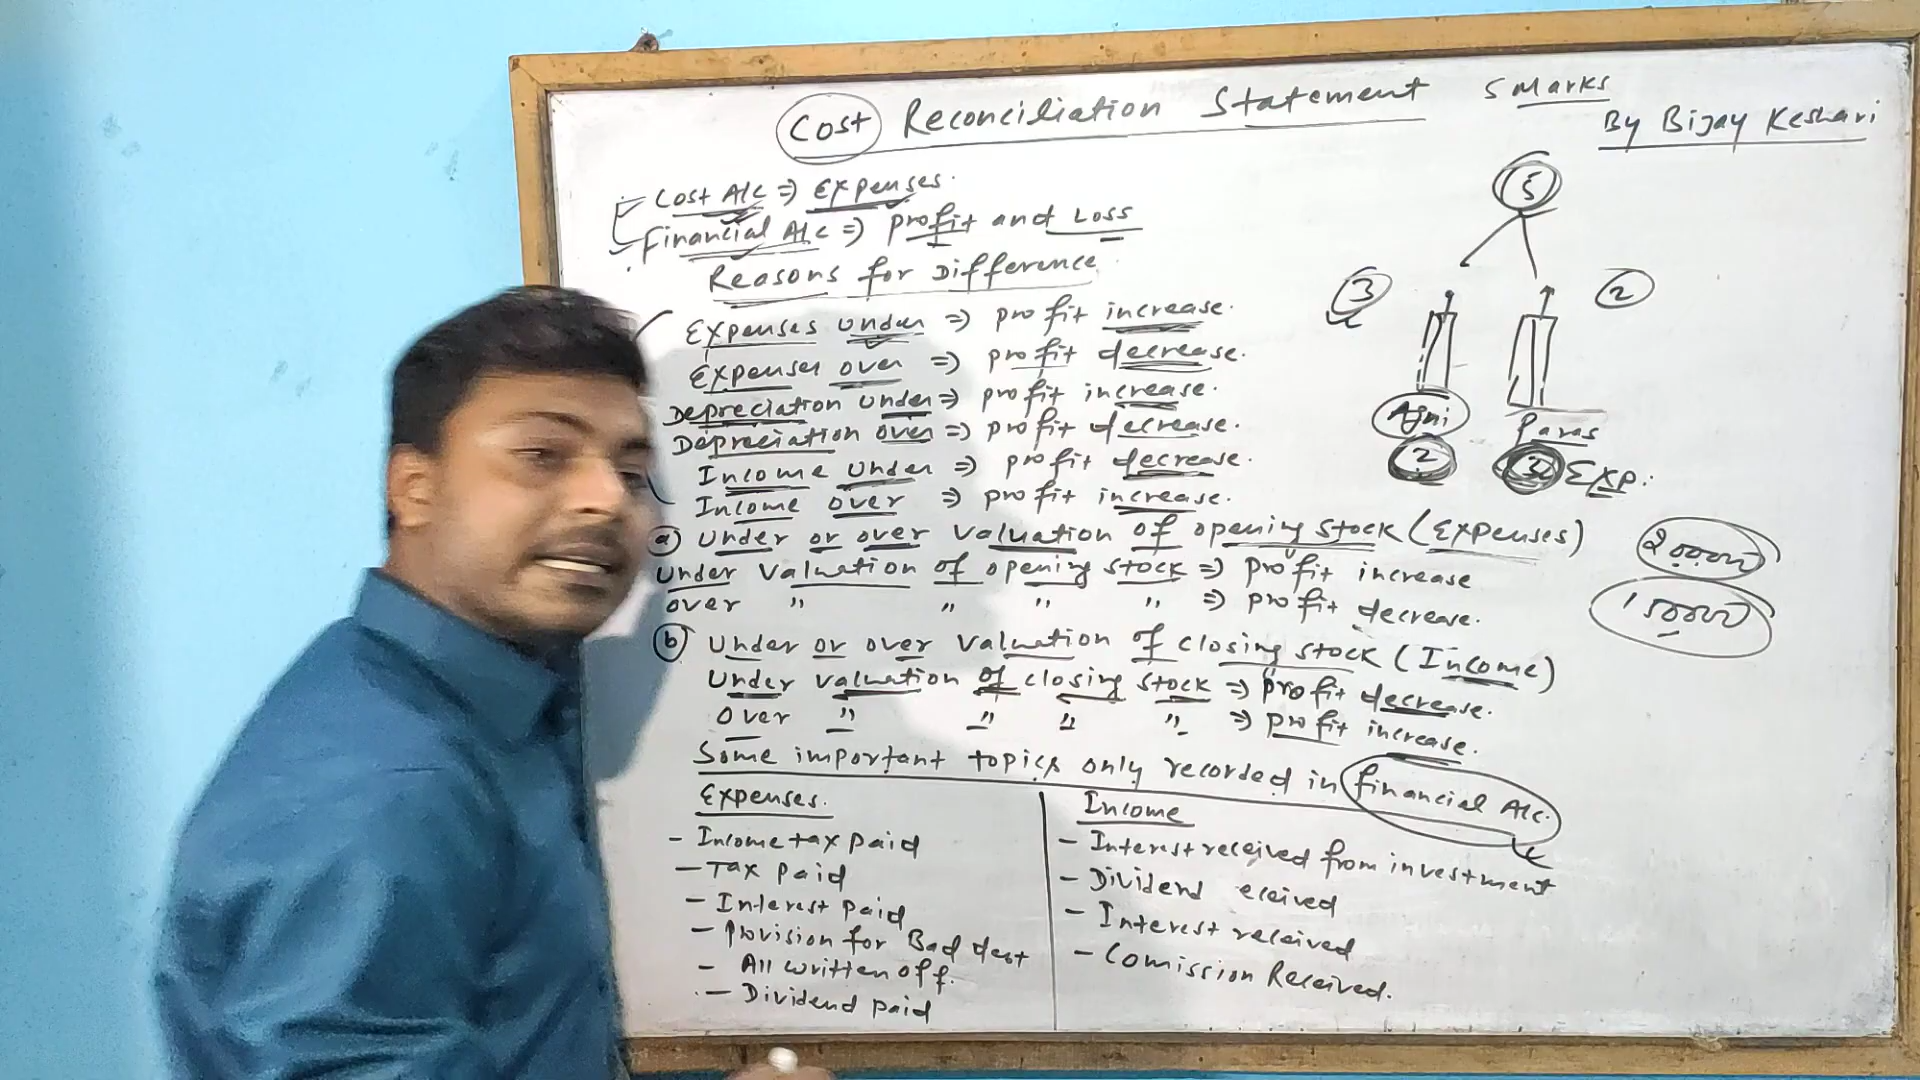 Cost Reconciliation Statement 5 Marks
By Bijay Keshari
Cost A/C => Expenses.
Financial A/C => Profit and Loss
Reasons for Difference
Expenses under => profit increase.
Expenses over => profit decrease.
Depreciation under => profit increase.
Depreciation over => profit decrease.
Income under => profit decrease.
Income over => profit increase.
(a) Under or over valuation of opening stock (Expenses)
Under valuation of opening stock => profit increase
over " " " " => profit decrease.
(b) Under or over valuation of closing stock (Income)
Under valuation of closing stock => profit decrease.
Over " " " " => profit increase.
Some important topics only recorded in financial A/C.
Expenses.
- Income tax paid
- Tax paid
- Interest paid
- Provision for Bad dest
- All written off.
- Dividend paid
Income
- Interest received from investment
- Dividend eceived
- Interest received
- Comission Received.
5
3 2
Agni Paras
2 3 Exp.